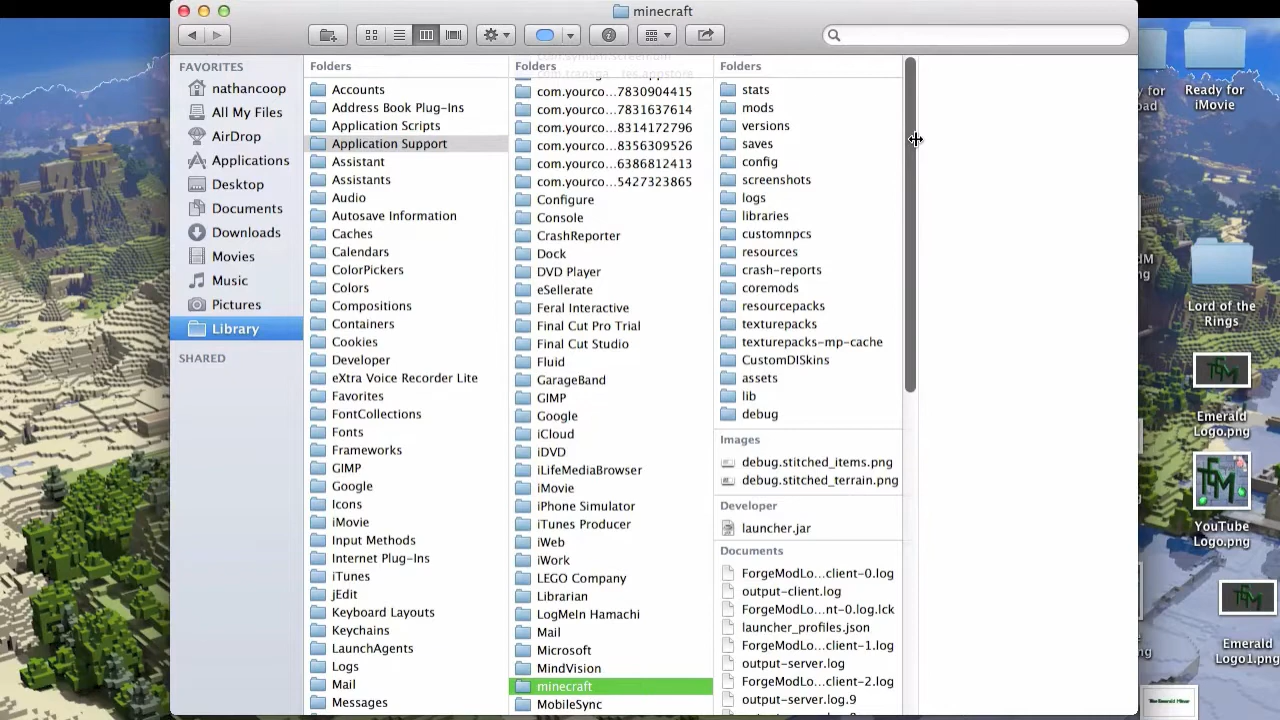 minecraft
FAVORITES
nathancoop
All My Files
AirDrop
Applications
Desktop
Documents
Downloads
Movies
Music
Pictures
Library
SHARED
Folders
Accounts
Address Book Plug-Ins
Application Scripts
Application Support
Assistant
Assistants
Audio
Autosave Information
Caches
Calendars
ColorPickers
Colors
Compositions
Containers
Cookies
Developer
eXtra Voice Recorder Lite
Favorites
FontCollections
Fonts
Frameworks
GIMP
Google
Icons
iMovie
Input Methods
Internet Plug-Ins
iTunes
jEdit
Keyboard Layouts
Keychains
LaunchAgents
Logs
Mail
Messages
Folders
com.yourco...7830904415
com.yourco...7831637614
com.yourco...8314172796
com.yourco...8356309526
com.yourco...6386812413
com.yourco...5427323865
Configure
Console
CrashReporter
Dock
DVD Player
eSellerate
Feral Interactive
Final Cut Pro Trial
Final Cut Studio
Fluid
GarageBand
GIMP
Google
iCloud
iDVD
iLifeMediaBrowser
iMovie
iPhone Simulator
iTunes Producer
iWeb
iWork
LEGO Company
Librarian
LogMeIn Hamachi
Mail
Microsoft
MindVision
minecraft
MobileSync
Folders
stats
mods
versions
saves
config
screenshots
logs
libraries
customnpcs
resources
crash-reports
coremods
resourcepacks
texturepacks
texturepacks-mp-cache
CustomDISkins
assets
lib
debug
Images
debug.stitched_items.png
debug.stitched_terrain.png
Developer
launcher.jar
Documents
ForgeModLo...client-0.log
output-client.log
ForgeModLo...nt-0.log.lck
uncher_profiles.json
ForgeModLo...client-1.log
output-server.log
ForgeModLo...client-2.log
output-server.log.9
Ready for
iMovie
Lord of the
Rings
Emerald
Logo.png
YouTube
Logo.png
Emerald
Logo1.png
The Emerald Miner